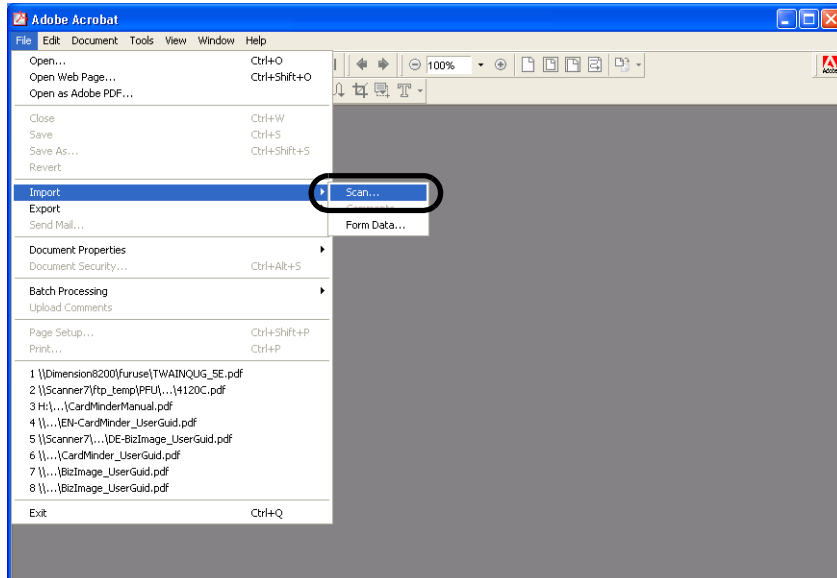 Adobe Acrobat
File Edit Document Tools View Window Help
Open... Ctrl+O
Open Web Page... Ctrl+Shift+O
Open as Adobe PDF...
100%
Close Ctrl+W
Save Ctrl+S
Save As... Ctrl+Shift+S
Revert
Import Scan...
Export
Send Mail... Form Data...
Document Properties
Document Security... Ctrl+Alt+S
Batch Processing
Upload Comments
Page Setup... Ctrl+Shift+P
Print... Ctrl+P
1 \\Dimension8200\furuse\TWAINQUG_5E.pdf
2 \\Scanner7\ftp_temp\PFU\...\4120C.pdf
3 H:\...\CardMinderManual.pdf
4 \\...\EN-CardMinder_UserGuid.pdf
5 \\Scanner7\...\DE-BizImage_UserGuid.pdf
6 \\...\CardMinder_UserGuid.pdf
7 \\...\BizImage_UserGuid.pdf
8 \\...\BizImage_UserGuid.pdf
Exit Ctrl+Q